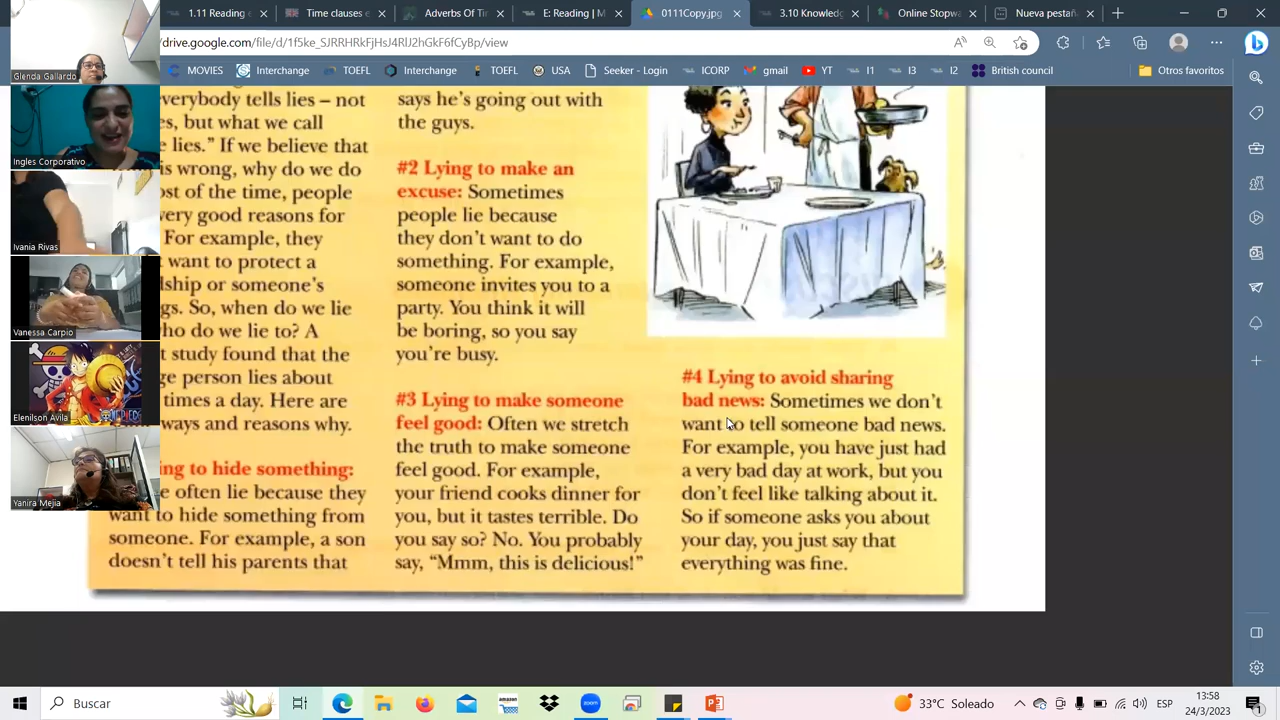 1.11 Reading e
Time clauses e
Adverbs Of Tir
E: Reading | M
0111Copy.jpg
3.10 Knowledg
Online Stopw
Nueva pestañ
/drive.google.com/file/d/1f5ke_SJRRHRkFjHsJ4RlJ2hGkF6fCyBp/view
MOVIES
Interchange
TOEFL
Interchange
TOEFL
USA
Seeker - Login
ICORP
gmail
YT
I1
I3
I2
British council
Otros favoritos
Glenda Gallardo
Ingles Corporativo
Ivania Rivas
Vanessa Carpio
Elenilson Avila
Yanira Mejia
verybody tells lies – not
es, but what we call
e lies.” If we believe that
is wrong, why do we do
ost of the time, people
very good reasons for
For example, they
want to protect a
dship or someone’s
gs. So, when do we lie
ho do we lie to? A
t study found that the
ge person lies about
times a day. Here are
ways and reasons why.
ing to hide something:
e often lie because they
want to hide something from
someone. For example, a son
doesn’t tell his parents that
says he’s going out with
the guys.
#2 Lying to make an
excuse: Sometimes
people lie because
they don’t want to do
something. For example,
someone invites you to a
party. You think it will
be boring, so you say
you’re busy.
#3 Lying to make someone
feel good: Often we stretch
the truth to make someone
feel good. For example,
your friend cooks dinner for
you, but it tastes terrible. Do
you say so? No. You probably
say, “Mmm, this is delicious!”
#4 Lying to avoid sharing
bad news: Sometimes we don’t
want to tell someone bad news.
For example, you have just had
a very bad day at work, but you
don’t feel like talking about it.
So if someone asks you about
your day, you just say that
everything was fine.
Buscar
amazon
zoom
33°C Soleado
ESP
13:58
24/3/2023
1